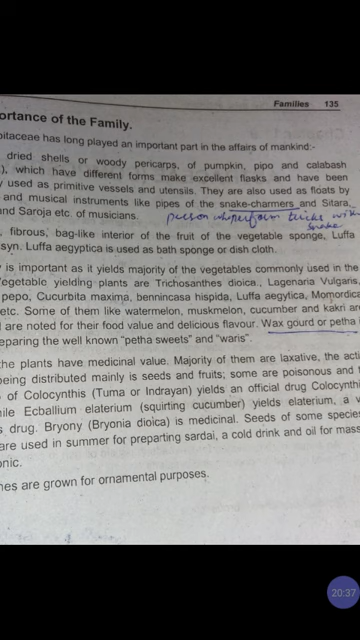 Families 135
ortance of the Family.
bitaceae has long played an important part in the affairs of mankind:-
dried shells or woody pericarps, of pumpkin, pipo and calabash
), which have different forms make excellent flasks and have been
y used as primitive vessels and utensils. They are also used as floats by
and musical instruments like pipes of the snake-charmers and Sitara,
and Saroja etc. of musicians. person who perform tricks with
snake
, fibrous, bag-like interior of the fruit of the vegetable sponge, Luffa
syn. Luffa aegyptica is used as bath sponge or dish cloth.
y is important as it yields majority of the vegetables commonly used in the
egetable yielding plants are Trichosanthes dioica., Lagenaria Vulgaris,
pepo, Cucurbita maxima, bennincasa hispida, Luffa aegytica, Momordica
etc. Some of them like watermelon, muskmelon, cucumber and kakri are
l are noted for their food value and delicious flavour. Wax gourd or petha i
eparing the well known "petha sweets" and "waris".
the plants have medicinal value. Majority of them are laxative, the acti
being distributed mainly is seeds and fruits; some are poisonous and t
of Colocynthis (Tuma or Indrayan) yields an official drug Colocynthi
ile Ecballium elaterium (squirting cucumber) yields elaterium, a v
s drug. Bryony (Bryonia dioica) is medicinal. Seeds of some species
are used in summer for preparting sardai, a cold drink and oil for mass
onic.
nes are grown for ornamental purposes.
20:37